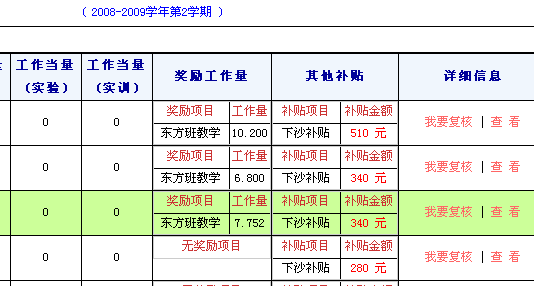 ( 2008-2009学年第2学期 )
工作当量（实验） 工作当量（实训） 奖励工作量 其他补贴 详细信息
0 0 奖励项目 工作量 补贴项目 补贴金额 我要复核 | 查 看
东方班教学 10.200 下沙补贴 510 元
0 0 奖励项目 工作量 补贴项目 补贴金额 我要复核 | 查 看
东方班教学 6.800 下沙补贴 340 元
0 0 奖励项目 工作量 补贴项目 补贴金额 我要复核 | 查 看
东方班教学 7.752 下沙补贴 340 元
0 0 无奖励项目 补贴项目 补贴金额 我要复核 | 查 看
下沙补贴 280 元